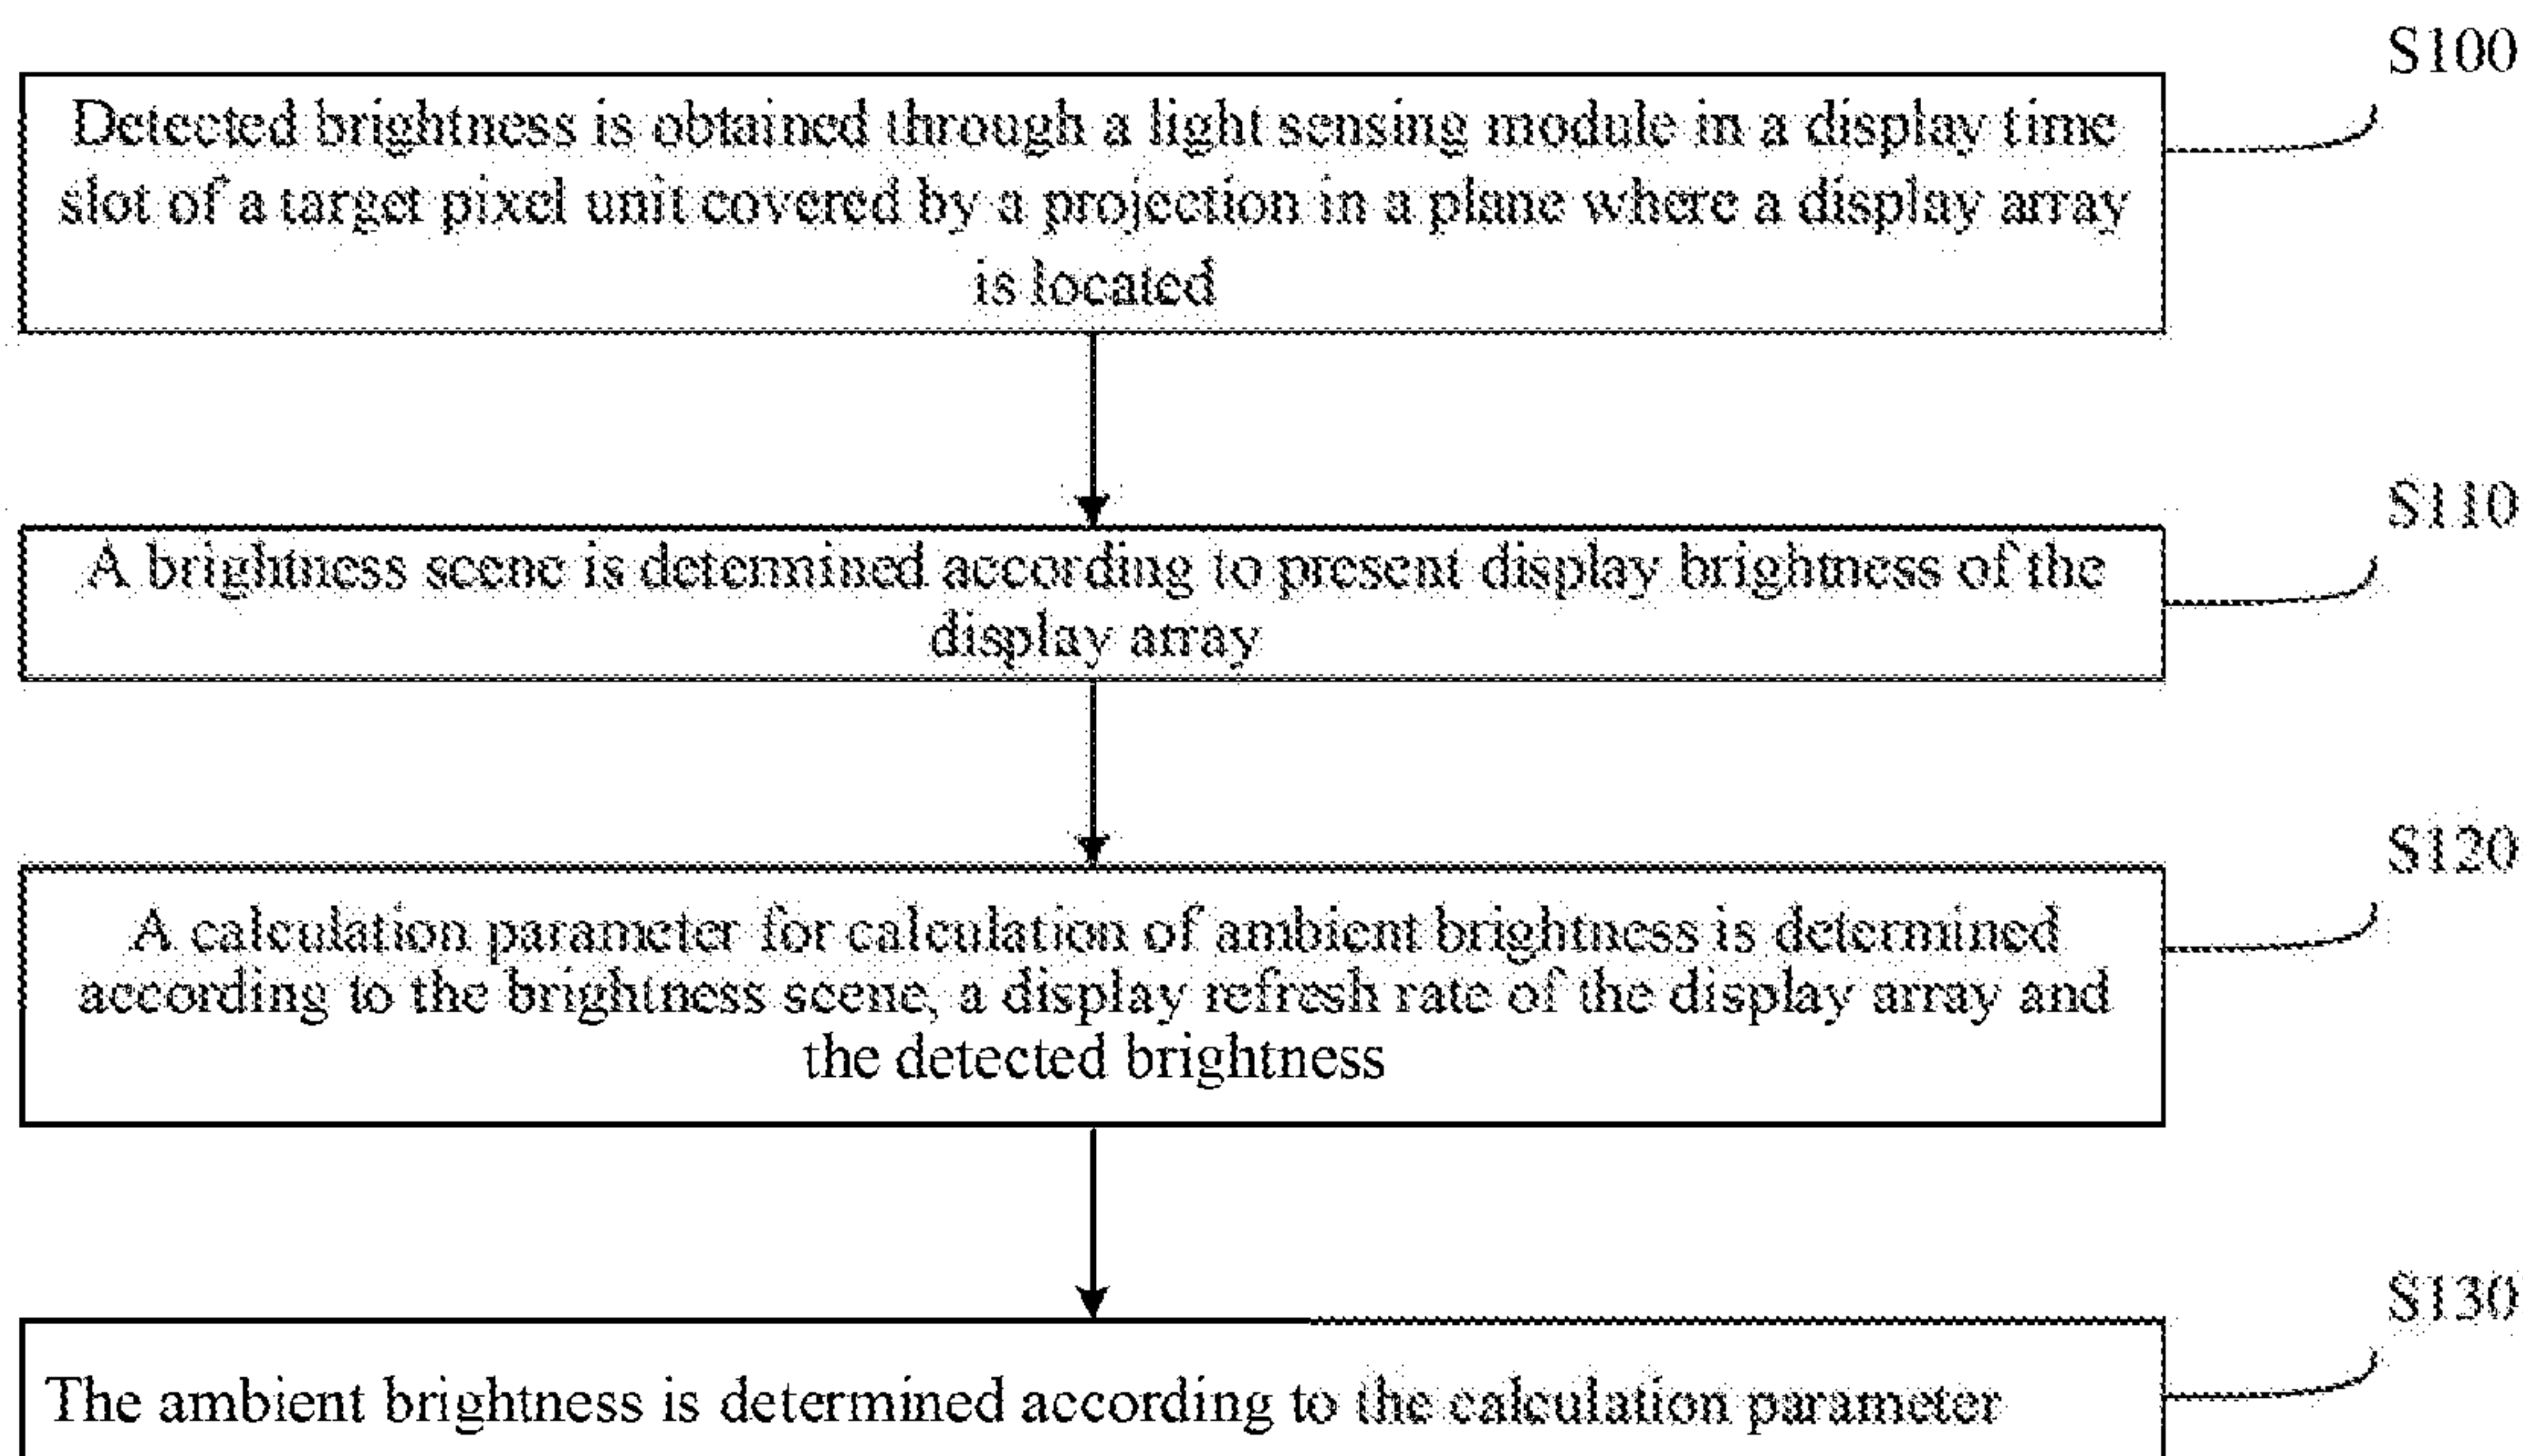 S100
Detected brightness is obtained through a light sensing module in a display time
slot of a target pixel unit covered by a projection in a plane where a display array
is located
S110
A brightness scene is determined according to present display brightness of the
display array
S120
A calculation parameter for calculation of ambient brightness is determined
according to the brightness scene, a display refresh rate of the display array and
the detected brightness
S130
The ambient brightness is determined according to the calculation parameter